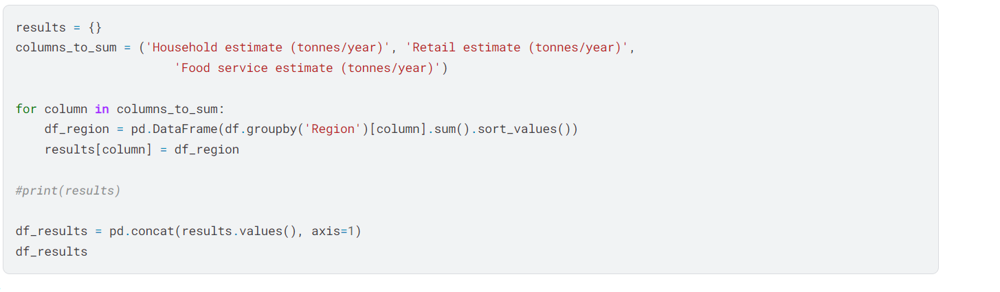 results = {}
columns_to_sum = ('Household estimate (tonnes/year)', 'Retail estimate (tonnes/year)',
                      'Food service estimate (tonnes/year)')

for column in columns_to_sum:
    df_region = pd.DataFrame(df.groupby('Region')[column].sum().sort_values())
    results[column] = df_region

#print(results)

df_results = pd.concat(results.values(), axis=1)
df_results